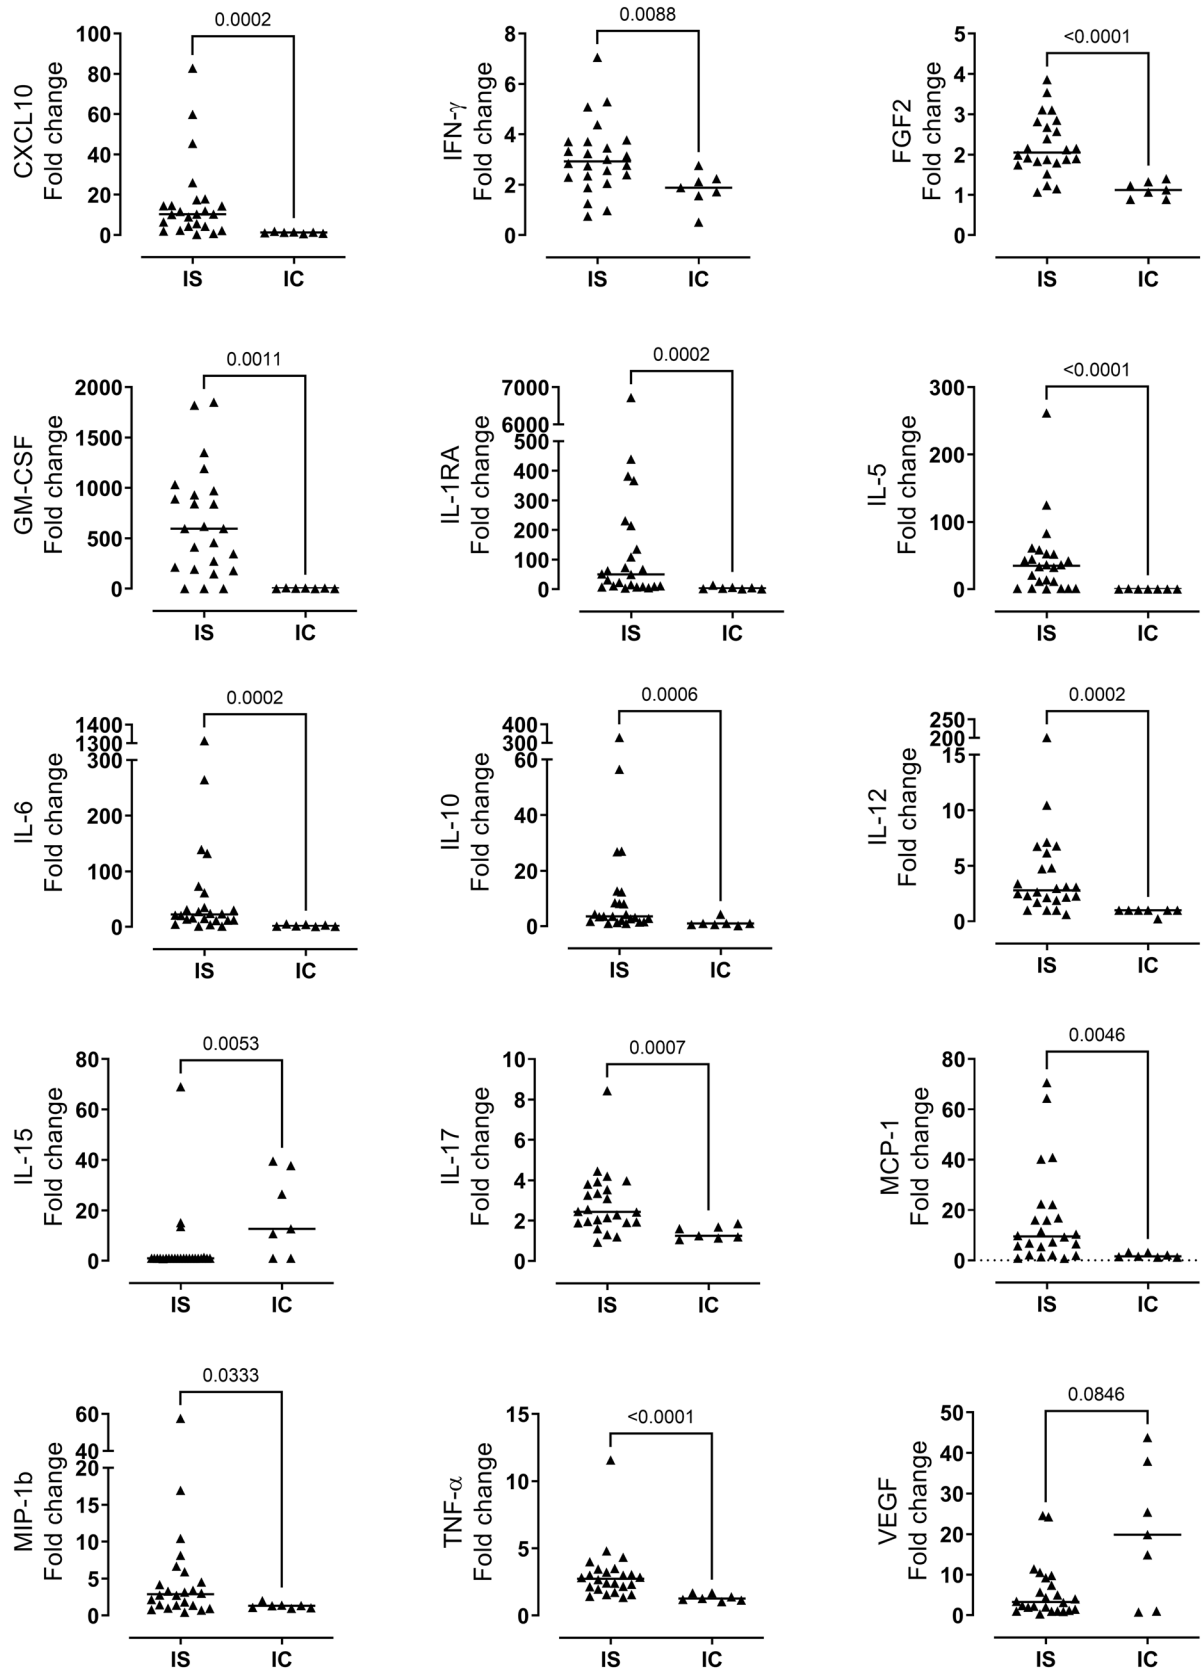 CXCL10
Fold change
0.0002
100
80
60
40
20
0
IS IC
IFN-γ
Fold change
0.0088
8
6
4
2
0
IS IC
FGF2
Fold change
<0.0001
5
4
3
2
1
0
IS IC
GM-CSF
Fold change
0.0011
2000
1500
1000
500
0
IS IC
IL-1RA
Fold change
0.0002
7000
6000
500
400
300
200
100
0
IS IC
IL-5
Fold change
<0.0001
300
200
100
0
IS IC
IL-6
Fold change
0.0002
1400
1300
300
200
100
0
IS IC
IL-10
Fold change
0.0006
400
300
60
40
20
0
IS IC
IL-12
Fold change
0.0002
250
200
15
10
5
0
IS IC
IL-15
Fold change
0.0053
80
60
40
20
0
IS IC
IL-17
Fold change
0.0007
10
8
6
4
2
0
IS IC
MCP-1
Fold change
0.0046
80
60
40
20
0
IS IC
MIP-1b
Fold change
0.0333
60
40
20
15
10
5
0
IS IC
TNF-α
Fold change
<0.0001
15
10
5
0
IS IC
VEGF
Fold change
0.0846
50
40
30
20
10
0
IS IC